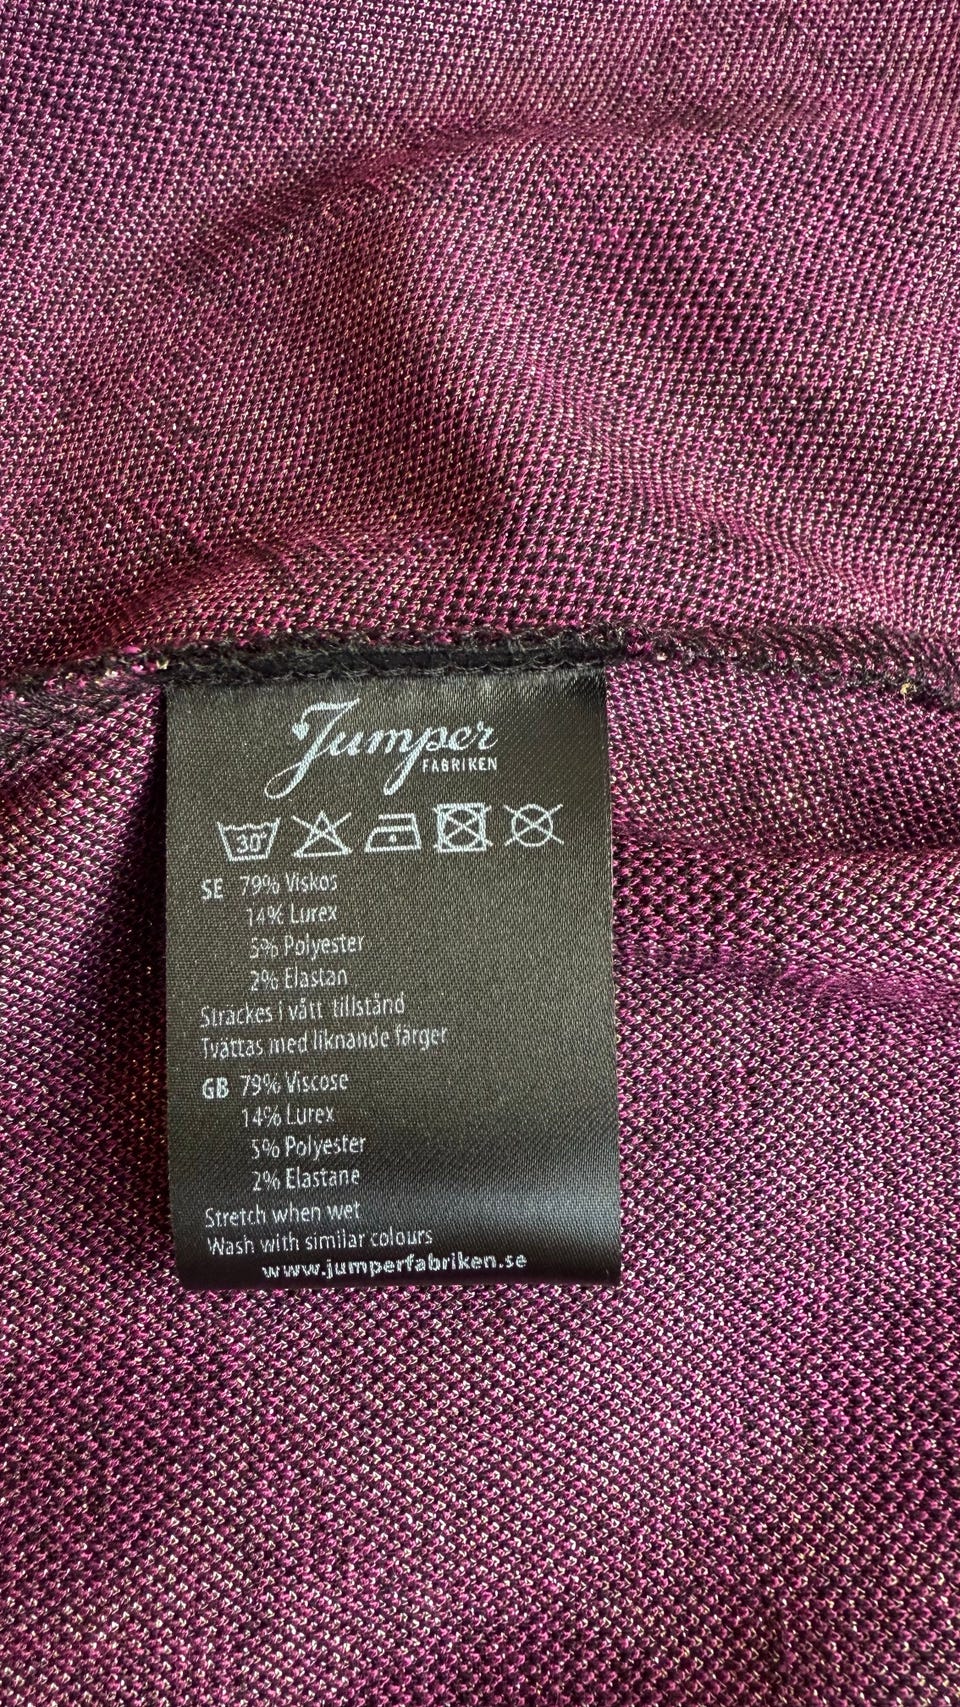 Jumper
FABRIKEN
30°
SE 79% Viskos
14% Lurex
5% Polyester
2% Elastan
Sträckes i vått tillstånd
Tvättas med liknande färger
GB 79% Viscose
14% Lurex
5% Polyester
2% Elastane
Stretch when wet
Wash with similar colours
www.jumperfabriken.se